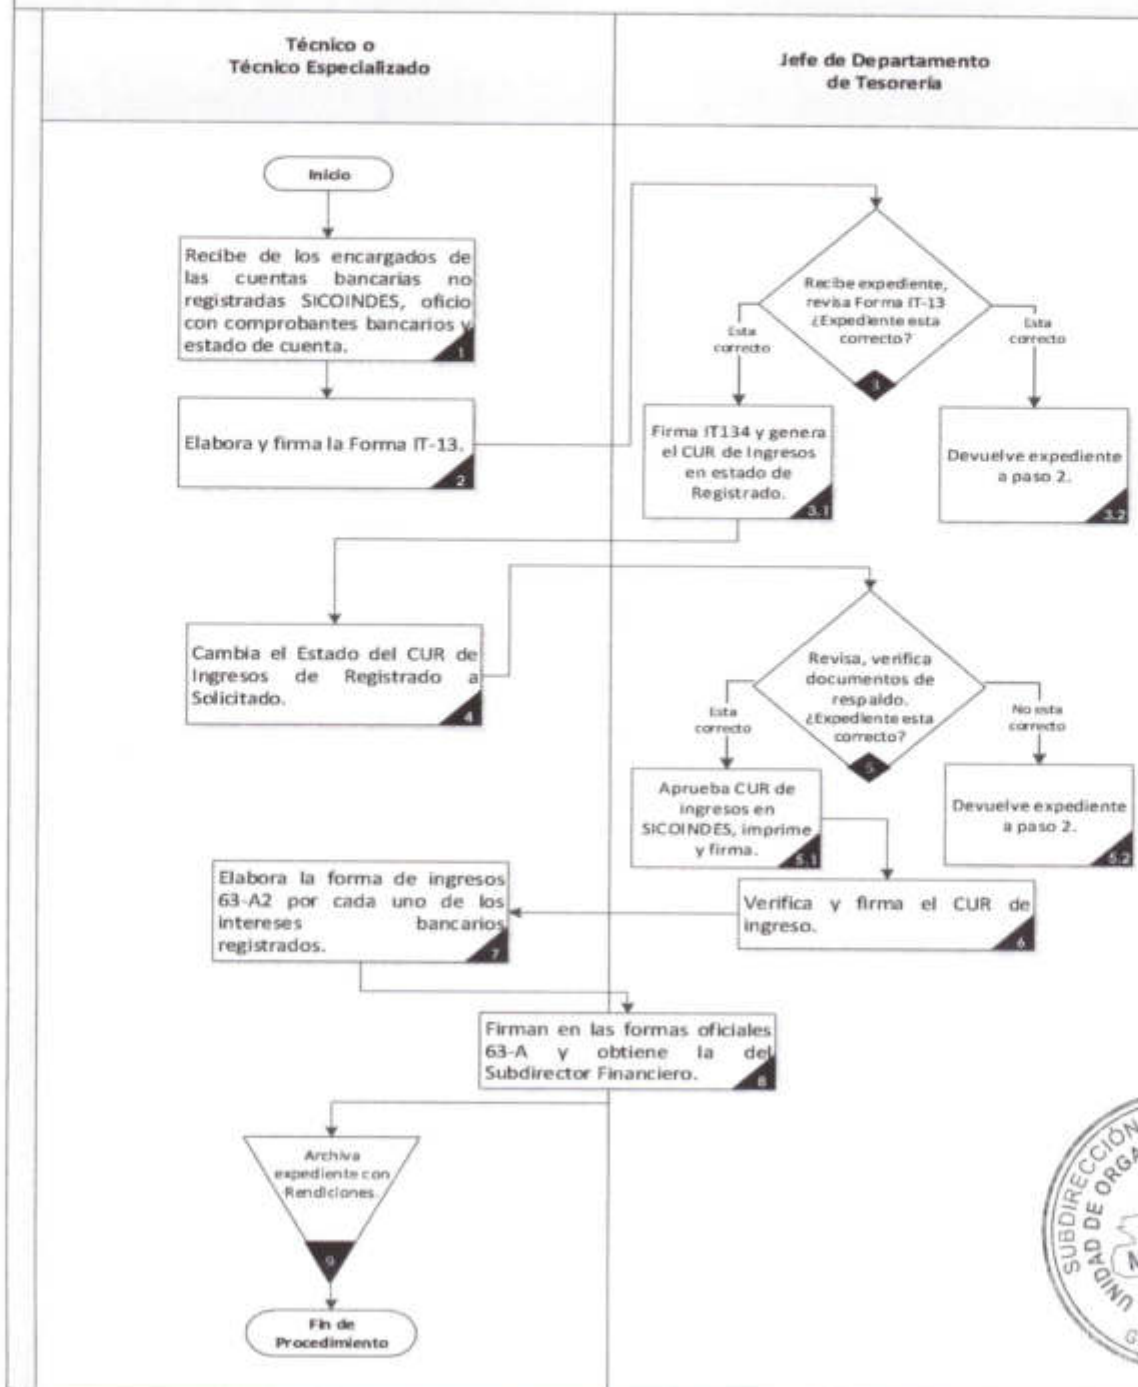 Técnico o
Técnico Especializado
Jefe de Departamento
de Tesorería
Inicio
Recibe de los encargados de
las cuentas bancarias no
registradas SICOINDES, oficio
con comprobantes bancarios y
estado de cuenta.
1
Elabora y firma la Forma IT-13.
2
Recibe expediente,
revisa Forma IT-13
¿Expediente esta
correcto?
3
Esta
correcto
Esta
correcto
Firma IT134 y genera
el CUR de Ingresos
en estado de
Registrado.
3.1
Devuelve expediente
a paso 2.
3.2
Cambia el Estado del CUR de
Ingresos de Registrado a
Solicitado.
4
Revisa, verifica
documentos de
respaldo.
¿Expediente esta
correcto?
5
Esta
correcto
No esta
correcto
Aprueba CUR de
ingresos en
SICOINDES, imprime
y firma.
5.1
Devuelve expediente
a paso 2.
5.2
Verifica y firma el CUR de
ingreso.
6
Elabora la forma de ingresos
63-A2 por cada uno de los
intereses bancarios
registrados.
7
Firman en las formas oficiales
63-A y obtiene la del
Subdirector Financiero.
8
Archiva
expediente con
Rendiciones.
9
Fin de
Procedimiento
SUBDIRECCIÓN
UNIDAD DE ORGA